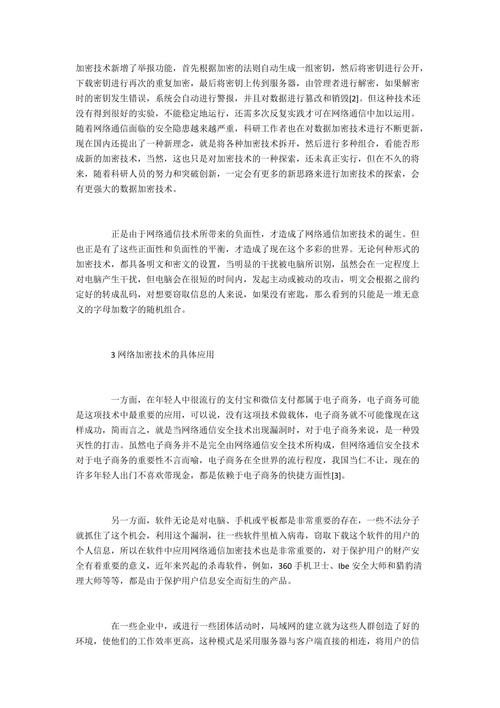 加密技术新增了举报功能，首先根据加密的法则自动生成一组密钥，然后将密钥进行公开，
下载密钥进行再次的重复加密，最后将密钥上传到服务器，由管理者进行解密，如果解密
时的密钥发生错误，系统会自动进行警报，并且对数据进行篡改和销毁[2]。但这种技术还
没有得到很好的实验，不能稳定地运行，还需多次反复实践才可在网络通信中加以运用。
随着网络通信面临的安全隐患越来越严重，科研工作者也在对数据加密技术进行不断更新，
现在国内还提出了一种新理念，就是将各种加密技术拆开，然后进行多种组合，看能否形
成新的加密技术，当然，这也只是对加密技术的一种探索，还未真正实行，但在不久的将
来，随着科研人员的努力和突破创新，一定会有更多的新思路来进行加密技术的探索，会
有更强大的数据加密技术。
正是由于网络通信技术所带来的负面性，才造成了网络通信加密技术的诞生。但
也正是有了这些正面性和负面性的平衡，才造成了现在这个多彩的世界。无论何种形式的
加密技术，都具备明文和密文的设置，当明显的干扰被电脑所识别，虽然会在一定程度上
对电脑产生干扰，但电脑会在很短的时间内，发起主动或被动的攻击，明文会根据之前约
定好的转成乱码，对想要窃取信息的人来说，如果没有密匙，那么看到的只能是一堆无意
义的字母加数字的随机组合。
3 网络加密技术的具体应用
一方面，在年轻人中很流行的支付宝和微信支付都属于电子商务，电子商务可能
是这项技术中最重要的应用，可以说，没有这项技术做载体，电子商务就不可能像现在这
样成功，简而言之，就是当网络通信安全技术出现漏洞时，对于电子商务来说，是一种毁
灭性的打击。虽然电子商务并不是完全由网络通信安全技术所构成，但网络通信安全技术
对于电子商务的重要性不言而喻，电子商务在全世界的流行程度，我国当仁不让，现在的
许多年轻人出门不喜欢带现金，都是依赖于电子商务的快捷方面性[3]。
另一方面，软件无论是对电脑、手机或平板都是非常重要的存在，一些不法分子
就抓住了这个机会，利用这个漏洞，往一些软件里植入病毒，窃取下载这个软件的用户的
个人信息，所以在软件中应用网络通信加密技术也是非常重要的，对于保护用户的财产安
全有着重要的意义，近年来兴起的杀毒软件，例如，360 手机卫士、lbe 安全大师和猎豹清
理大师等等，都是由于保护用户信息安全而衍生的产品。
在一些企业中，或进行一些团体活动时，局域网的建立就为这些人群创造了好的
环境，使他们的工作效率更高，这种模式是采用服务器与客户端直接的相连，将用户的信